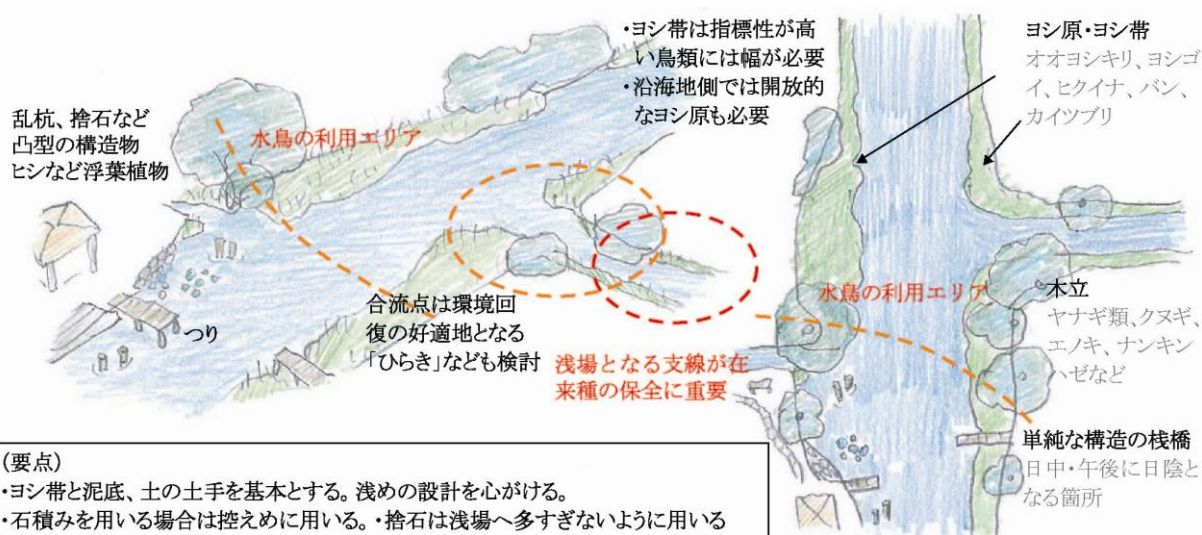 ・ヨシ帯は指標性が高
い鳥類には幅が必要
・沿海地側では開放的
なヨシ原も必要
ヨシ原・ヨシ帯
オオヨシキリ、ヨシゴ
イ、ヒクイナ、バン、
カイツブリ
乱杭、捨石など
凸型の構造物
ヒシなど浮葉植物
水鳥の利用エリア
つり
合流点は環境回
復の好適地となる
「ひらき」なども検討
浅場となる支線が在
来種の保全に重要
水鳥の利用エリア
木立
ヤナギ類、クヌギ、
エノキ、ナンキン
ハゼなど
単純な構造の桟橋
日中・午後に日陰と
なる箇所
(要点)
・ヨシ帯と泥底、土の土手を基本とする。浅めの設計を心がける。
・石積みを用いる場合は控えめに用いる。・捨石は浅場へ多すぎないように用いる